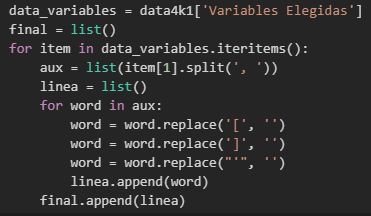 data_variables = data4k1['Variables Elegidas']
final = list()
for item in data_variables.iteritems():
    aux = list(item[1].split(', '))
    linea = list()
    for word in aux:
        word = word.replace('[', '')
        word = word.replace(']', '')
        word = word.replace("'", '')
        linea.append(word)
    final.append(linea)